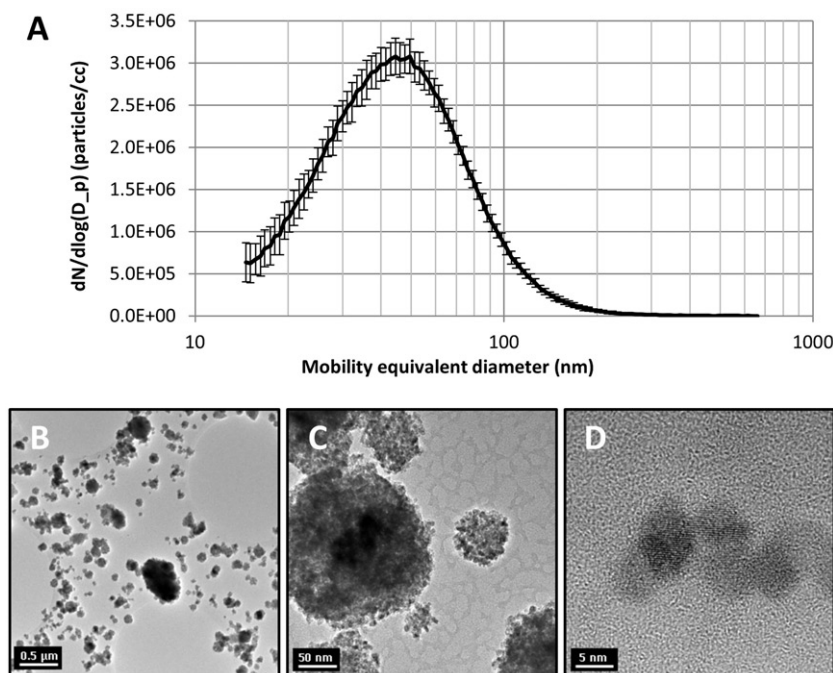 A
3.5E+06
3.0E+06
2.5E+06
2.0E+06
1.5E+06
1.0E+06
5.0E+05
0.0E+00
dN/dlog(D_p) (particles/cc)
10 100 1000
Mobility equivalent diameter (nm)
B
0.5 µm
C
50 nm
D
5 nm